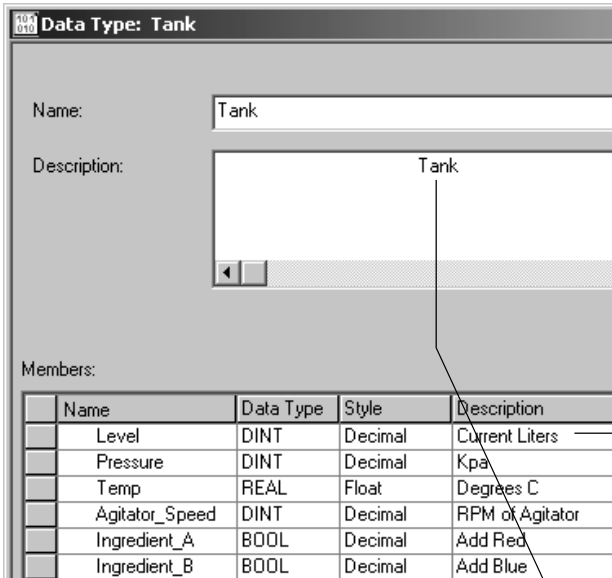 Data Type: Tank
Name: Tank
Description: Tank
Members:
Name Data Type Style Description
Level DINT Decimal Current Liters
Pressure DINT Decimal Kpa
Temp REAL Float Degrees C
Agitator_Speed DINT Decimal RPM of Agitator
Ingredient_A BOOL Decimal Add Red
Ingredient_B BOOL Decimal Add Blue